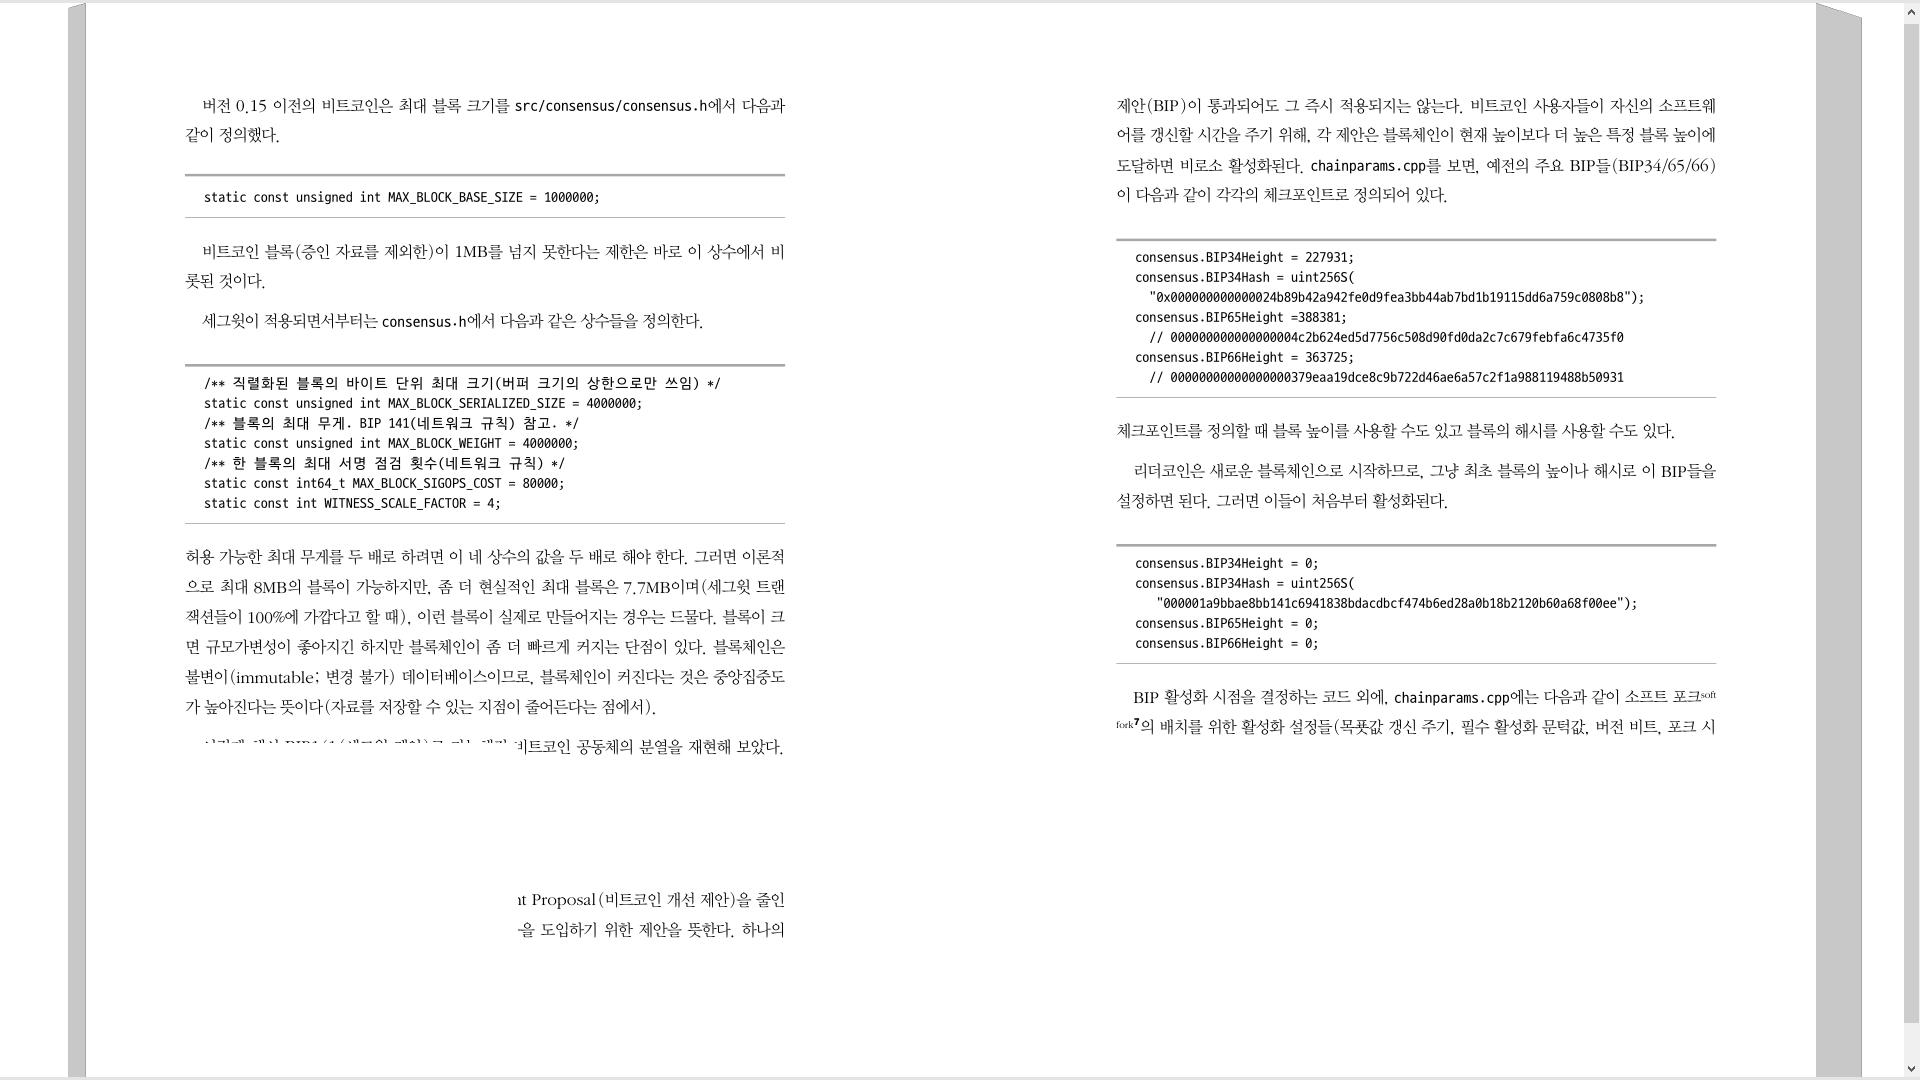 버전 0.15 이전의 비트코인은 최대 블록 크기를 src/consensus/consensus.h에서 다음과
같이 정의했다.
static const unsigned int MAX_BLOCK_BASE_SIZE = 1000000;
비트코인 블록(증인 자료를 제외한)이 1MB를 넘지 못한다는 제한은 바로 이 상수에서 비
롯된 것이다.
세그윗이 적용되면서부터는 consensus.h에서 다음과 같은 상수들을 정의한다.
/** 직렬화된 블록의 바이트 단위 최대 크기(버퍼 크기의 상한으로만 쓰임) */
static const unsigned int MAX_BLOCK_SERIALIZED_SIZE = 4000000;
/** 블록의 최대 무게. BIP 141(네트워크 규칙) 참고. */
static const unsigned int MAX_BLOCK_WEIGHT = 4000000;
/** 한 블록의 최대 서명 점검 횟수(네트워크 규칙) */
static const int64_t MAX_BLOCK_SIGOPS_COST = 80000;
static const int WITNESS_SCALE_FACTOR = 4;
허용 가능한 최대 무게를 두 배로 하려면 이 네 상수의 값을 두 배로 해야 한다. 그러면 이론적
으로 최대 8MB의 블록이 가능하지만, 좀 더 현실적인 최대 블록은 7.7MB이며(세그윗 트랜
잭션들이 100%에 가깝다고 할 때), 이런 블록이 실제로 만들어지는 경우는 드물다. 블록이 크
면 규모가변성이 좋아지긴 하지만 블록체인이 좀 더 빠르게 커지는 단점이 있다. 블록체인은
불변이(immutable; 변경 불가) 데이터베이스이므로, 블록체인이 커진다는 것은 중앙집중도
가 높아진다는 뜻이다(자료를 저장할 수 있는 지점이 줄어든다는 점에서).
비트코인 공동체의 분열을 재현해 보았다.
Proposal(비트코인 개선 제안)을 줄인
을 도입하기 위한 제안을 뜻한다. 하나의
제안(BIP)이 통과되어도 그 즉시 적용되지는 않는다. 비트코인 사용자들이 자신의 소프트웨
어를 갱신할 시간을 주기 위해, 각 제안은 블록체인이 현재 높이보다 더 높은 특정 블록 높이에
도달하면 비로소 활성화된다. chainparams.cpp를 보면, 예전의 주요 BIP들(BIP34/65/66)
이 다음과 같이 각각의 체크포인트로 정의되어 있다.
consensus.BIP34Height = 227931;
consensus.BIP34Hash = uint256S(
"0x000000000000024b89b42a942fe0d9fea3bb44ab7bd1b19115dd6a759c0808b8");
consensus.BIP65Height =388381;
// 000000000000000004c2b624ed5d7756c508d90fd0da2c7c679febfa6c4735f0
consensus.BIP66Height = 363725;
// 00000000000000000379eaa19dce8c9b722d46ae6a57c2f1a988119488b50931
체크포인트를 정의할 때 블록 높이를 사용할 수도 있고 블록의 해시를 사용할 수도 있다.
리더코인은 새로운 블록체인으로 시작하므로, 그냥 최초 블록의 높이나 해시로 이 BIP들을
설정하면 된다. 그러면 이들이 처음부터 활성화된다.
consensus.BIP34Height = 0;
consensus.BIP34Hash = uint256S(
"000001a9bbae8bb141c6941838bdacdbcf474b6ed28a0b18b2120b60a68f00ee");
consensus.BIP65Height = 0;
consensus.BIP66Height = 0;
BIP 활성화 시점을 결정하는 코드 외에, chainparams.cpp에는 다음과 같이 소프트 포크soft
fork7의 배치를 위한 활성화 설정들(목푯값 갱신 주기, 필수 활성화 문턱값, 버전 비트, 포크 시